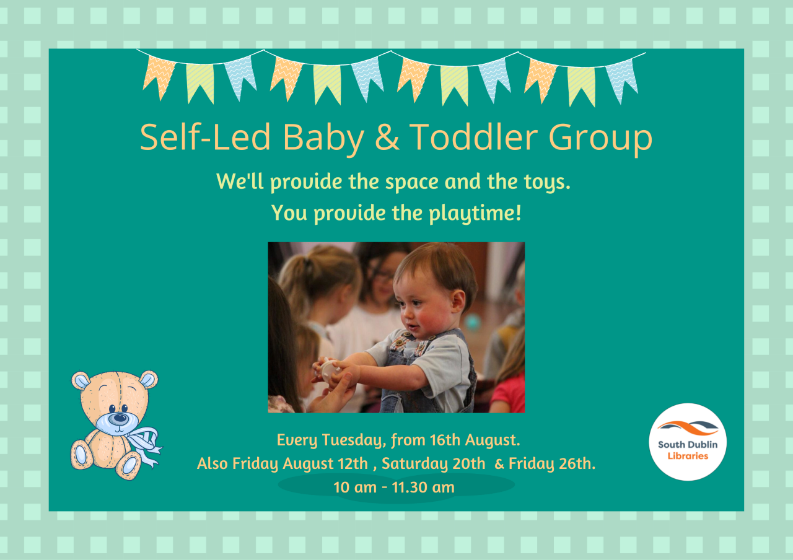 Self-Led Baby & Toddler Group
We'll provide the space and the toys.
You provide the playtime!
Every Tuesday, from 16th August.
Also Friday August 12th , Saturday 20th & Friday 26th.
10 am - 11.30 am
South Dublin
Libraries